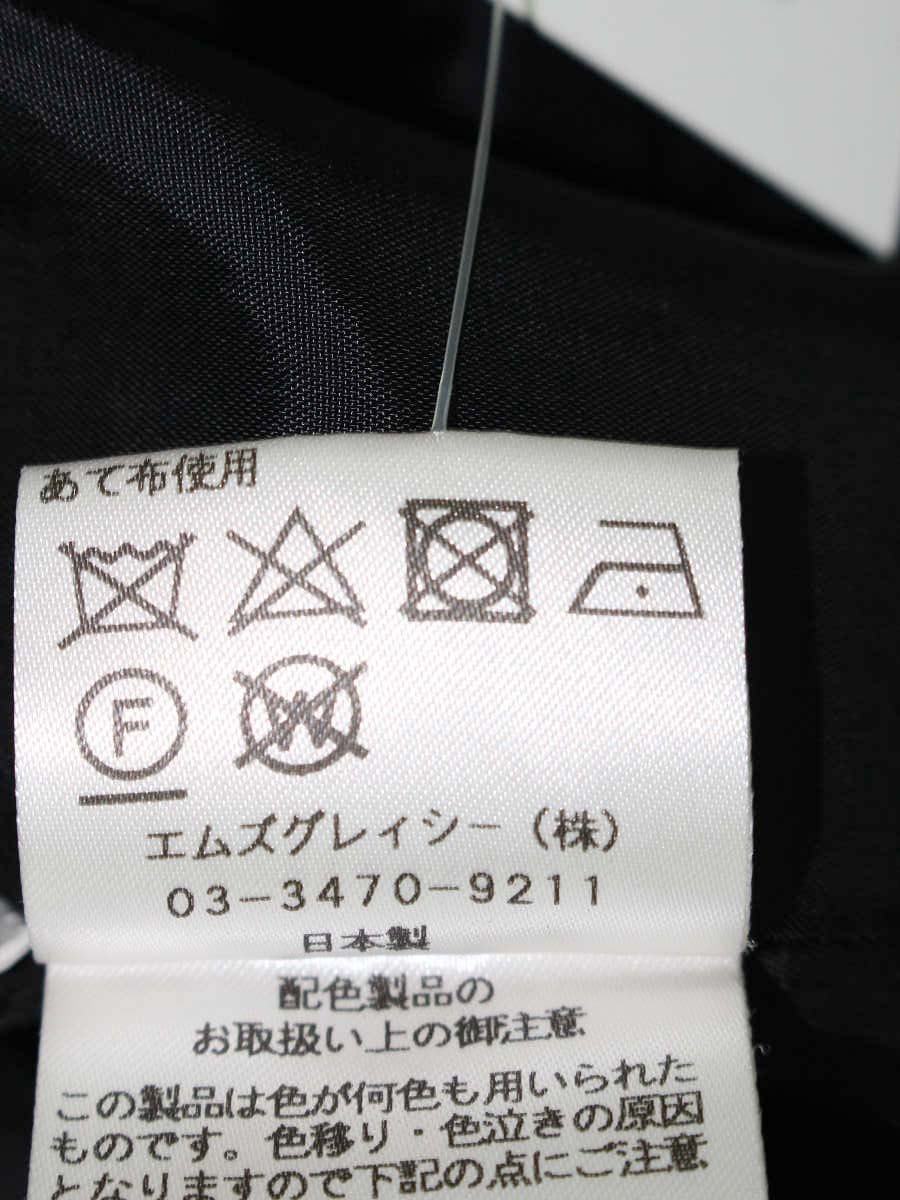 あて布使用
F
W
エムズグレイシー（株）
03-3470-9211
日本製
配色製品の
お取扱い上の御注意
この製品は色が何色も用いられた
ものです。色移り・色泣きの原因
となりますので下記の点にご注意